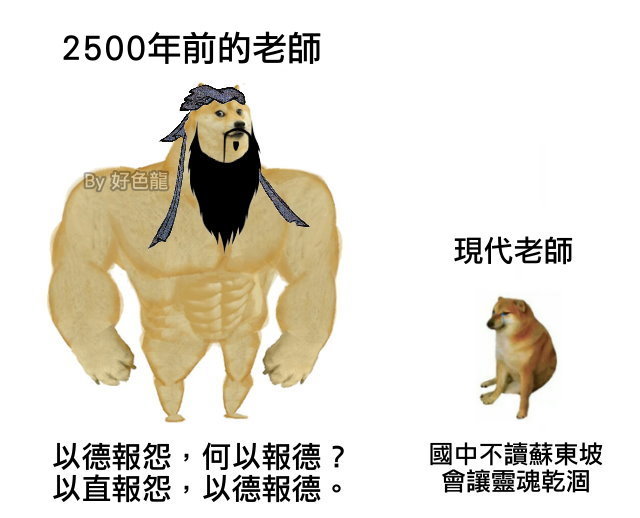 2500年前的老師
By 好色龍
現代老師
以德報怨，何以報德？
以直報怨，以德報德。
國中不讀蘇東坡
會讓靈魂乾涸